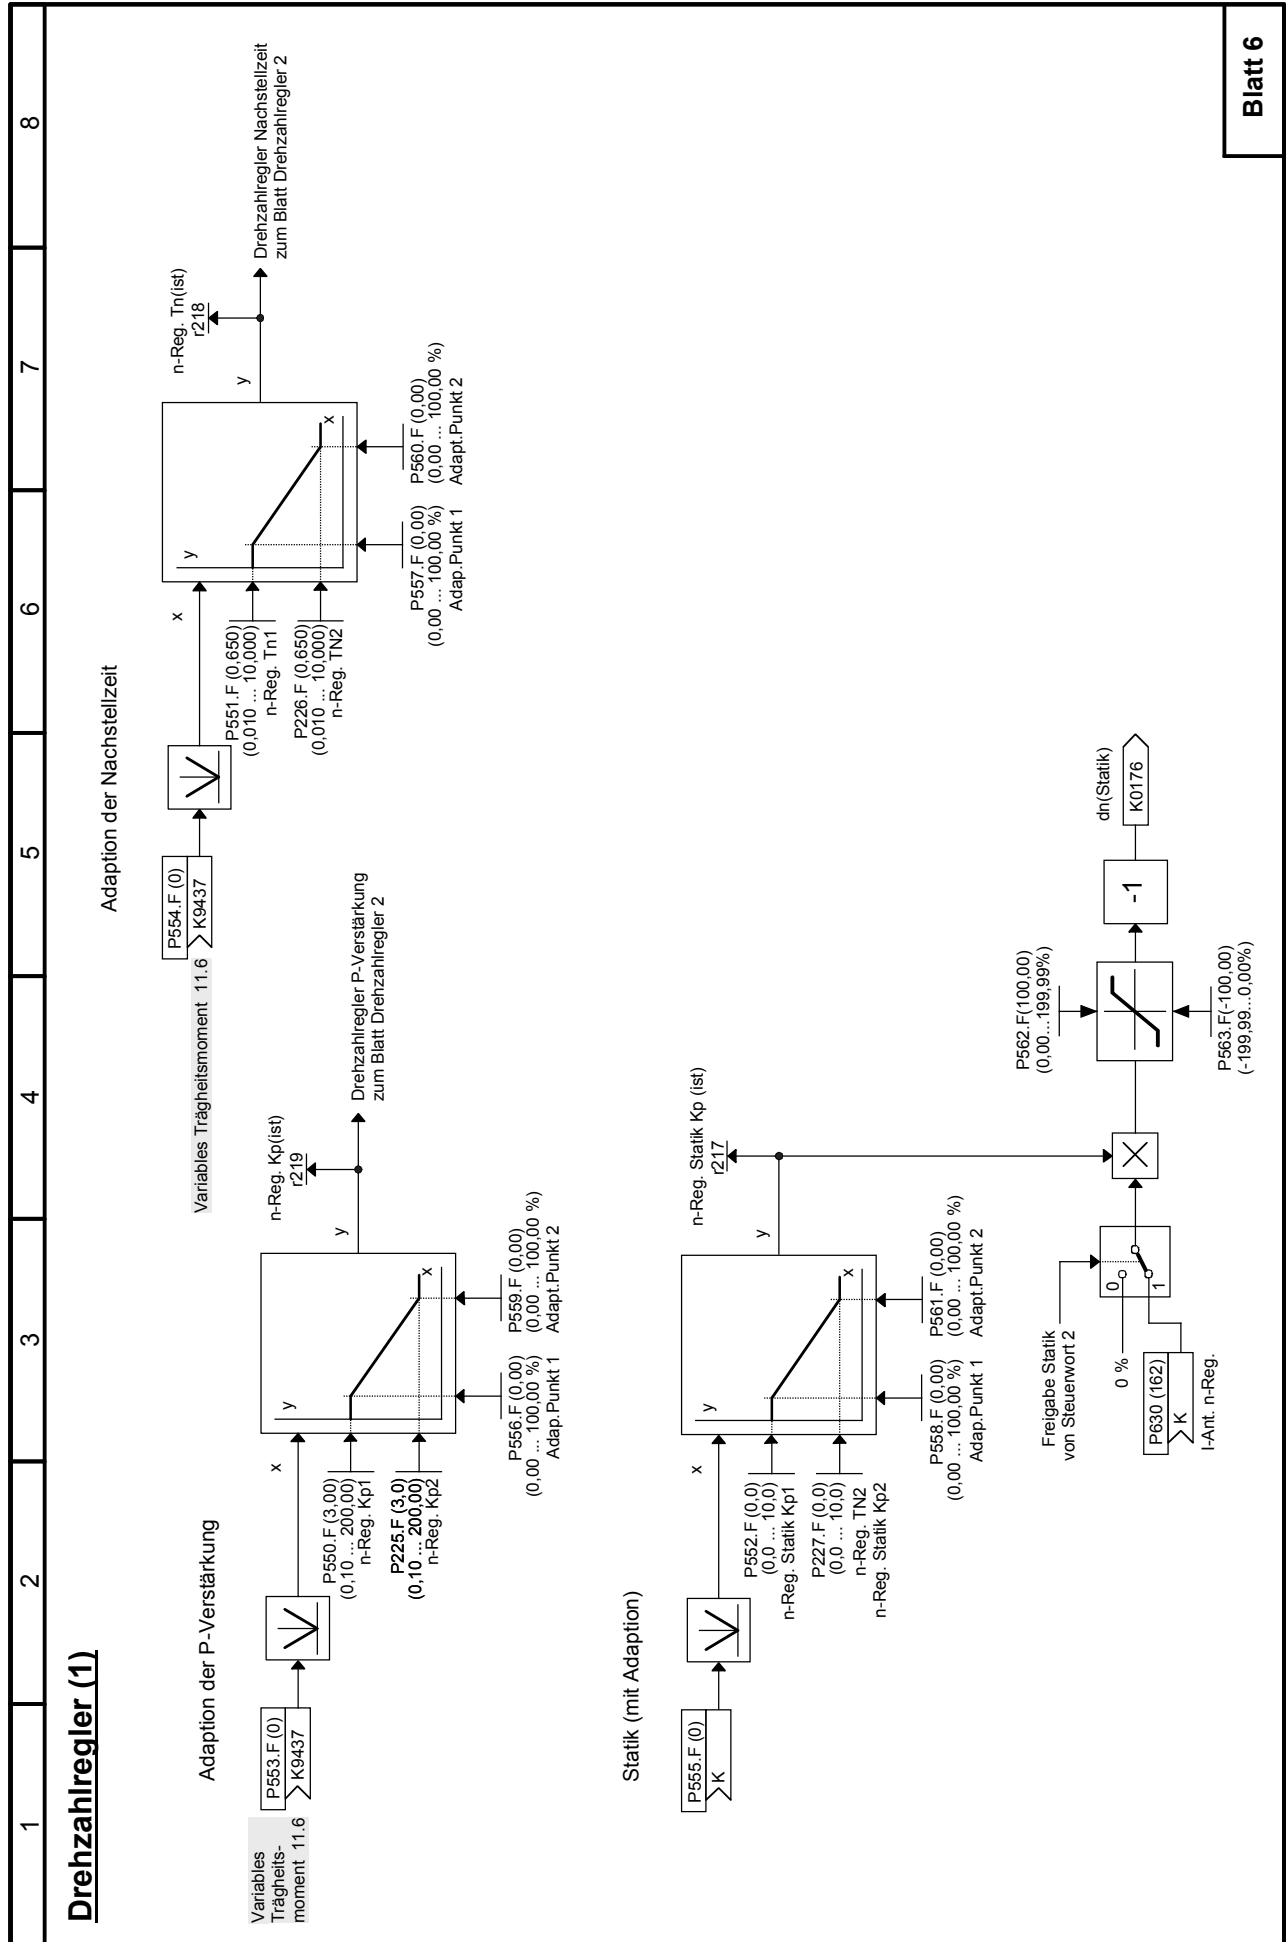 1 2 3 4 5 6 7 8
Drehzahlregler (1)
Adaption der Nachstellzeit
P554.F (0)
K9437
Variables Trägheitsmoment 11.6
x
P551.F (0,650)
(0,010 ... 10,000)
n-Reg. Tn1
P226.F (0,650)
(0,010 ... 10,000)
n-Reg. TN2
y
x
P557.F (0,00)
(0,00 ... 100,00 %)
Adap.Punkt 1
P560.F (0,00)
(0,00 ... 100,00 %)
Adapt.Punkt 2
y
n-Reg. Tn(ist)
r218
Drehzahlregler Nachstellzeit
zum Blatt Drehzahlregler 2
Adaption der P-Verstärkung
P553.F (0)
K9437
Variables
Trägheits-
moment 11.6
x
P550.F (3,00)
(0,10 ... 200,00)
n-Reg. Kp1
P225.F (3,0)
(0,10 ... 200,00)
n-Reg. Kp2
y
x
P556.F (0,00)
(0,00 ... 100,00 %)
Adap.Punkt 1
P559.F (0,00)
(0,00 ... 100,00 %)
Adapt.Punkt 2
y
n-Reg. Kp(ist)
r219
Drehzahlregler P-Verstärkung
zum Blatt Drehzahlregler 2
Statik (mit Adaption)
P555.F (0)
K
x
P552.F (0,0)
(0,0 ... 10,0)
n-Reg. Statik Kp1
P227.F (0,0)
(0,0 ... 10,0)
n-Reg. TN2
n-Reg. Statik Kp2
y
x
P558.F (0,00)
(0,00 ... 100,00 %)
Adap.Punkt 1
P561.F (0,00)
(0,00 ... 100,00 %)
Adapt.Punkt 2
y
n-Reg. Statik Kp (ist)
r217
Freigabe Statik
von Steuerwort 2
0 %
0
1
P630 (162)
K
I-Ant. n-Reg.
P562.F(100,00)
(0,00...199,99%)
P563.F(-100,00)
(-199,99...0,00%)
-1
dn(Statik)
K0176
Blatt 6